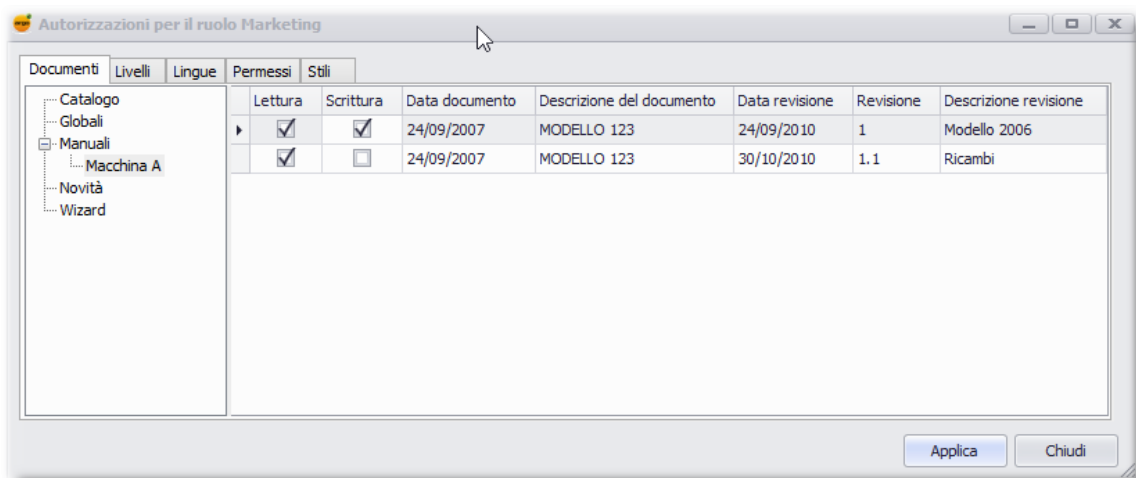 Autorizzazioni per il ruolo Marketing
Documenti Livelli Lingue Permessi Stili
Catalogo
Globali
Manuali
Macchina A
Novità
Wizard
Lettura Scrittura Data documento Descrizione del documento Data revisione Revisione Descrizione revisione
24/09/2007 MODELLO 123 24/09/2010 1 Modello 2006
24/09/2007 MODELLO 123 30/10/2010 1.1 Ricambi
Applica Chiudi